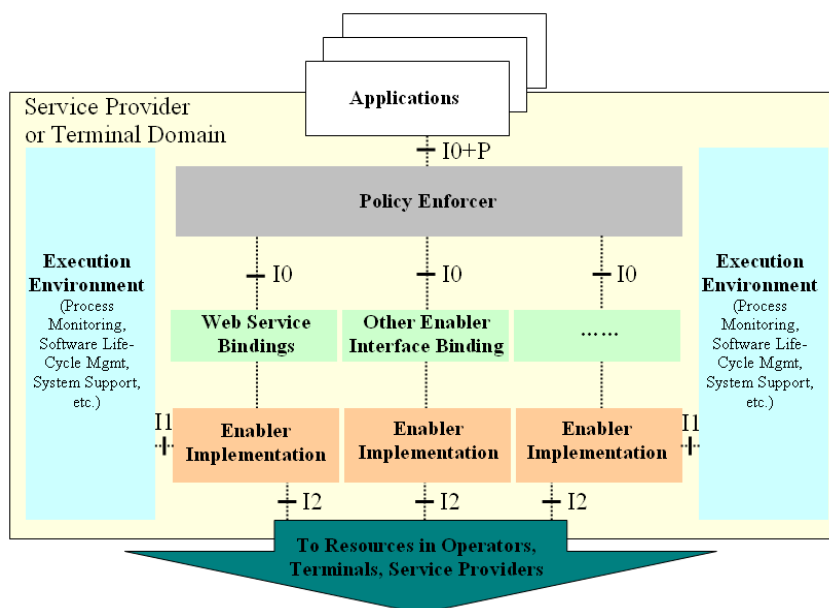 Applications
Service Provider
or Terminal Domain
I0+P
Policy Enforcer
Execution
Environment
(Process
Monitoring,
Software Life-
Cycle Mgmt,
System Support,
etc.)
I0
I0
I0
Execution
Environment
(Process
Monitoring,
Software Life-
Cycle Mgmt,
System Support,
etc.)
Web Service
Bindings
Other Enabler
Interface Binding
……
I1
Enabler
Implementation
Enabler
Implementation
Enabler
Implementation
I1
I2
I2
I2
To Resources in Operators,
Terminals, Service Providers